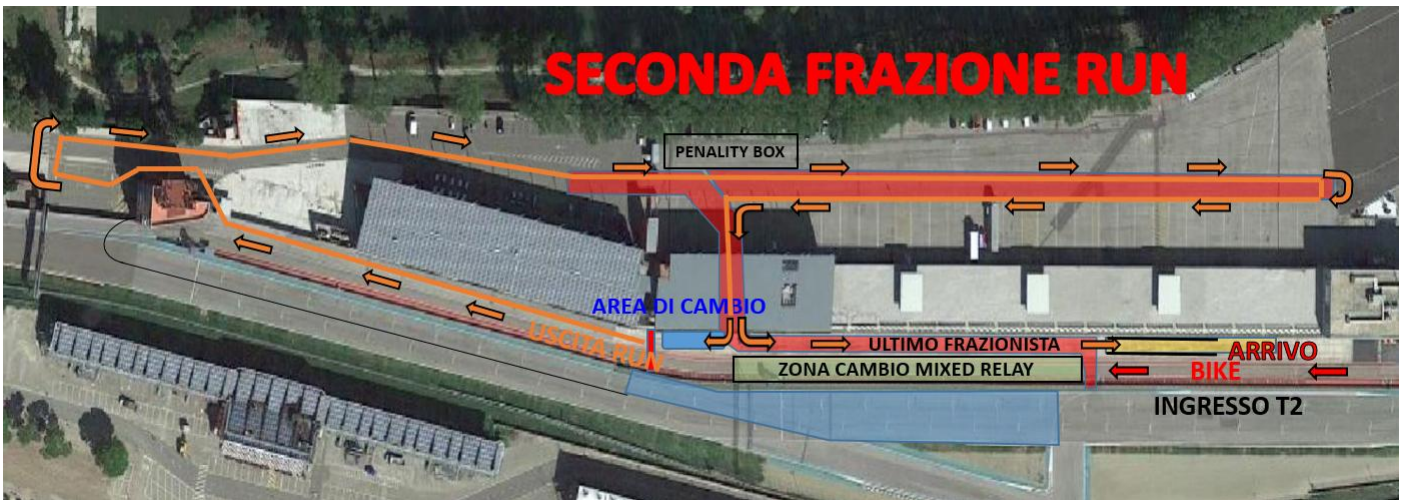 SECONDA FRAZIONE RUN
PENALITY BOX
AREA DI CAMBIO
USCITA RUN
ULTIMO FRAZIONISTA
ARRIVO
ZONA CAMBIO MIXED RELAY
BIKE
INGRESSO T2